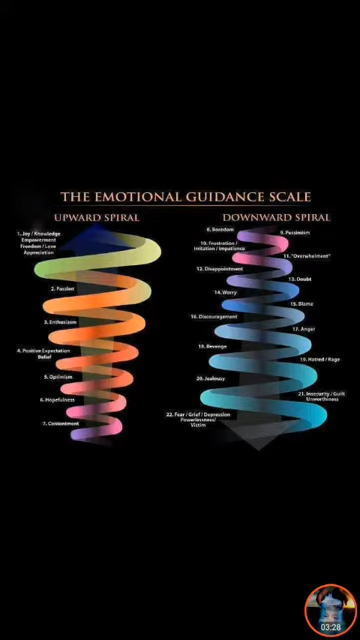 THE EMOTIONAL GUIDANCE SCALE
UPWARD SPIRAL
1. Joy / Knowledge
Empowerment
Freedom / Love
Appreciation
2. Passion
3. Enthusiasm
4. Positive Expectation
Belief
5. Optimism
6. Hopefulness
7. Contentment
DOWNWARD SPIRAL
8. Boredom
9. Pessimism
10. Frustration /
Irritation / Impatience
11. "Overwhelment"
12. Disappointment
13. Doubt
14. Worry
15. Blame
16. Discouragement
17. Anger
18. Revenge
19. Hatred / Rage
20. Jealousy
21. Insecurity / Guilt
Unworthiness
22. Fear / Grief / Depression
Powerlessness/
Victim
03:28